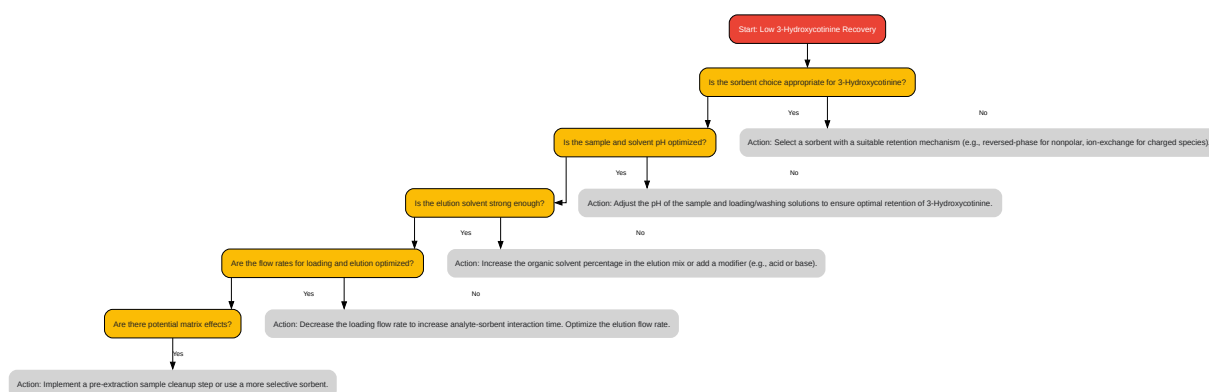 Start: Low 3-Hydroxycotinine Recovery
Is the sorbent choice appropriate for 3-Hydroxycotinine?
Yes
No
Is the sample and solvent pH optimized?
Action: Select a sorbent with a suitable retention mechanism (e.g., reversed-phase for nonpolar, ion-exchange for charged species).
Yes
No
Is the elution solvent strong enough?
Action: Adjust the pH of the sample and loading/washing solutions to ensure optimal retention of 3-Hydroxycotinine.
Yes
No
Are the flow rates for loading and elution optimized?
Action: Increase the organic solvent percentage in the elution mix or add a modifier (e.g., acid or base).
Yes
No
Are there potential matrix effects?
Action: Decrease the loading flow rate to increase analyte-sorbent interaction time. Optimize the elution flow rate.
Yes
Action: Implement a pre-extraction sample cleanup step or use a more selective sorbent.